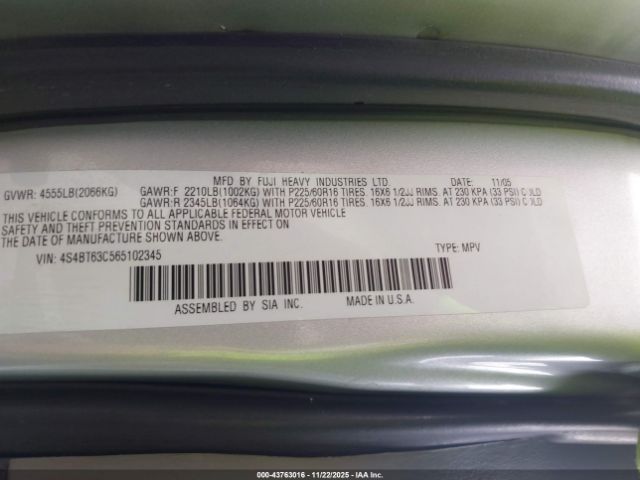 MFD BY FUJI HEAVY INDUSTRIES LTD. DATE: 11/05
GVWR: 4555LB(2066KG) GAWR:F 2210LB(1002KG) WITH P225/60R16 TIRES. 16X6 1/2JJ RIMS. AT 230 KPA (33 PSI) COLD
GAWR:R 2345LB(1064KG) WITH P225/60R16 TIRES. 16X6 1/2JJ RIMS. AT 230 KPA (33 PSI) COLD
THIS VEHICLE CONFORMS TO ALL APPLICABLE FEDERAL MOTOR VEHICLE
SAFETY AND THEFT PREVENTION STANDARDS IN EFFECT ON
THE DATE OF MANUFACTURE SHOWN ABOVE.
VIN: 4S4BT63C565102345 TYPE: MPV
ASSEMBLED BY SIA INC. MADE IN U.S.A.
000-43763016 - 11/22/2025 - IAA Inc.